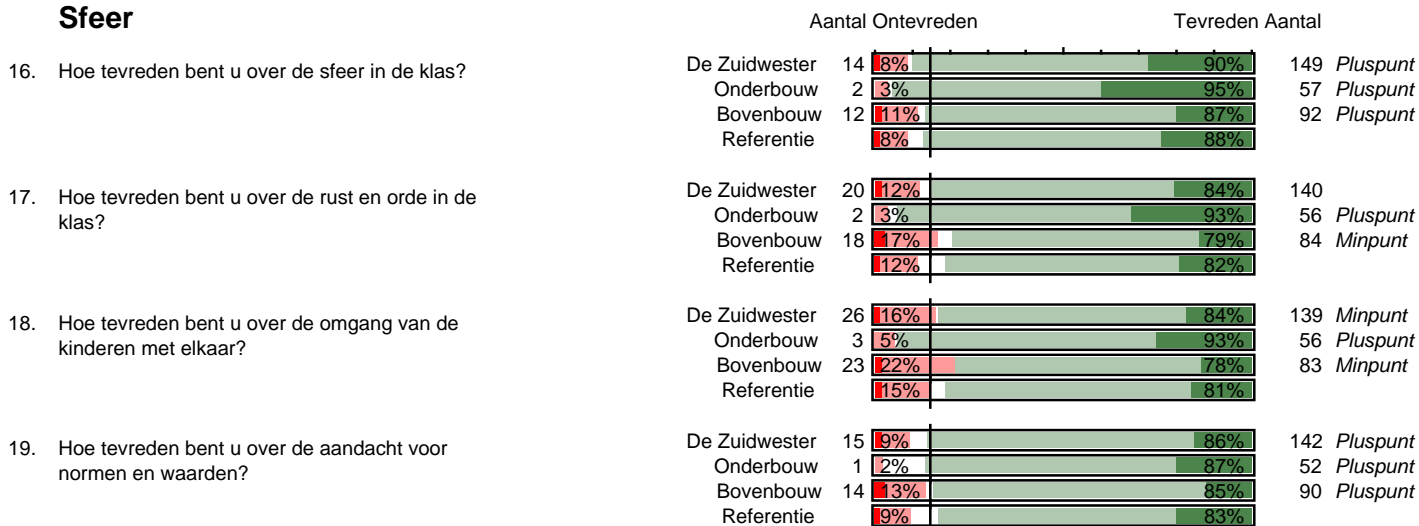 Sfeer
Aantal Ontevreden Tevreden Aantal
16. Hoe tevreden bent u over de sfeer in de klas?
De Zuidwester 14 8% 90% 149 Pluspunt
Onderbouw 2 3% 95% 57 Pluspunt
Bovenbouw 12 11% 87% 92 Pluspunt
Referentie 8% 88%
17. Hoe tevreden bent u over de rust en orde in de
klas?
De Zuidwester 20 12% 84% 140
Onderbouw 2 3% 93% 56 Pluspunt
Bovenbouw 18 17% 79% 84 Minpunt
Referentie 12% 82%
18. Hoe tevreden bent u over de omgang van de
kinderen met elkaar?
De Zuidwester 26 16% 84% 139 Minpunt
Onderbouw 3 5% 93% 56 Pluspunt
Bovenbouw 23 22% 78% 83 Minpunt
Referentie 15% 81%
19. Hoe tevreden bent u over de aandacht voor
normen en waarden?
De Zuidwester 15 9% 86% 142 Pluspunt
Onderbouw 1 2% 87% 52 Pluspunt
Bovenbouw 14 13% 85% 90 Pluspunt
Referentie 9% 83%